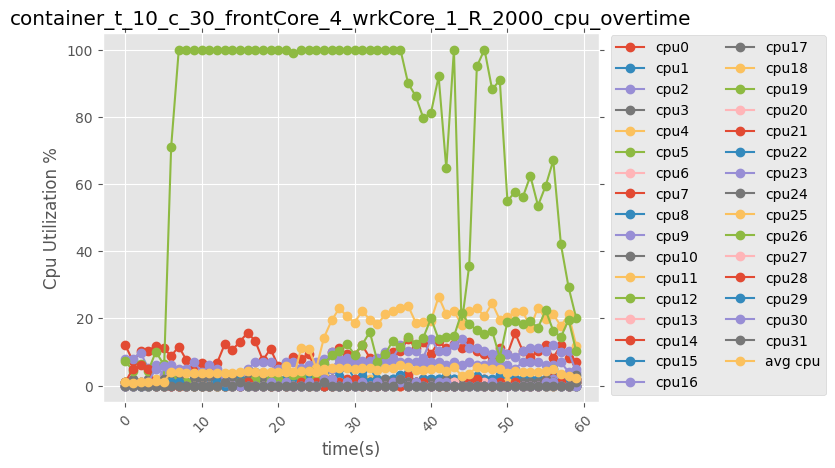 container_t_10_c_30_frontCore_4_wrkCore_1_R_2000_cpu_overtime
Cpu Utilization %
100
80
60
40
20
0
0
10
20
30
40
50
60
time(s)
cpu0
cpu1
cpu2
cpu3
cpu4
cpu5
cpu6
cpu7
cpu8
cpu9
cpu10
cpu11
cpu12
cpu13
cpu14
cpu15
cpu16
cpu17
cpu18
cpu19
cpu20
cpu21
cpu22
cpu23
cpu24
cpu25
cpu26
cpu27
cpu28
cpu29
cpu30
cpu31
avg cpu